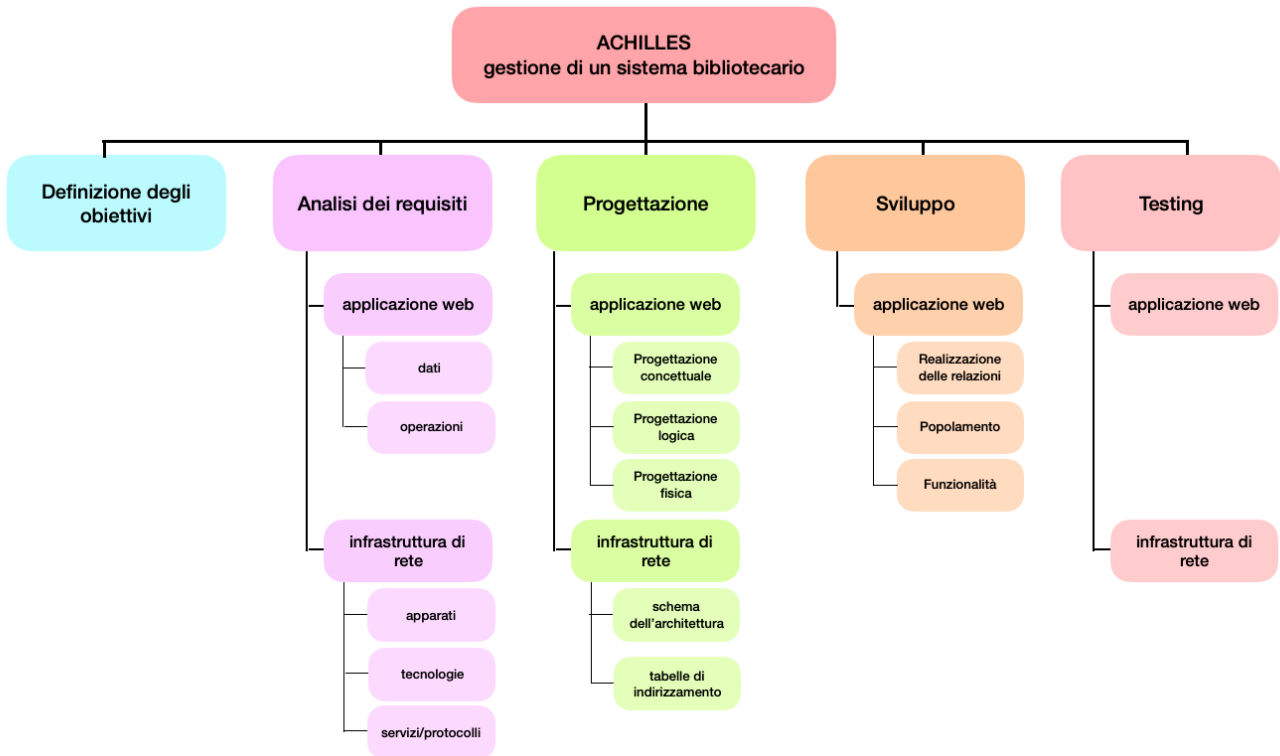 ACHILLES
gestione di un sistema bibliotecario
Definizione degli
obiettivi
Analisi dei requisiti
applicazione web
dati
operazioni
infrastruttura di
rete
apparati
tecnologie
servizi/protocolli
Progettazione
applicazione web
Progettazione
concettuale
Progettazione
logica
Progettazione
fisica
infrastruttura di
rete
schema
dell'architettura
tabelle di
indirizzamento
Sviluppo
applicazione web
Realizzazione
delle relazioni
Popolamento
Funzionalità
Testing
applicazione web
infrastruttura di
rete